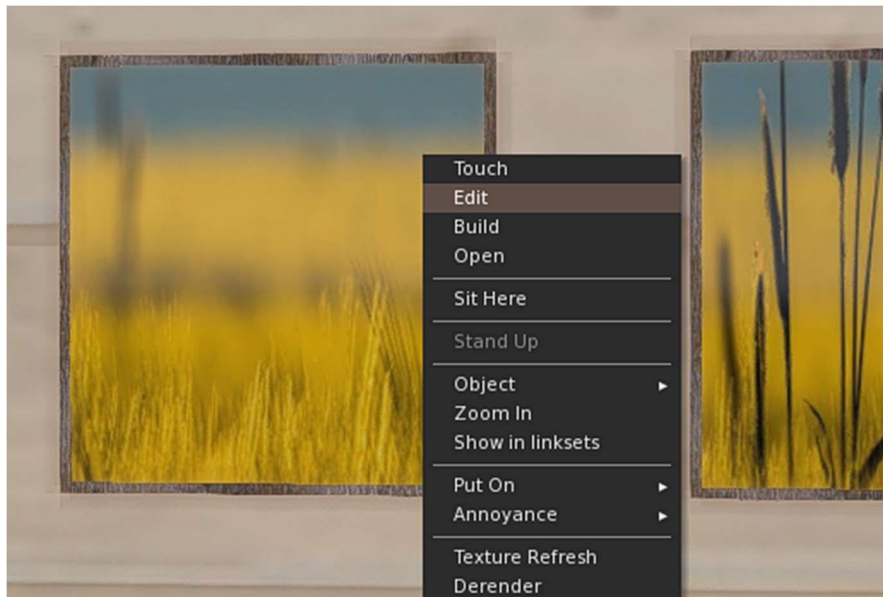 Touch
Edit
Build
Open
Sit Here
Stand Up
Object
Zoom In
Show in linksets
Put On
Annoyance
Texture Refresh
Derender